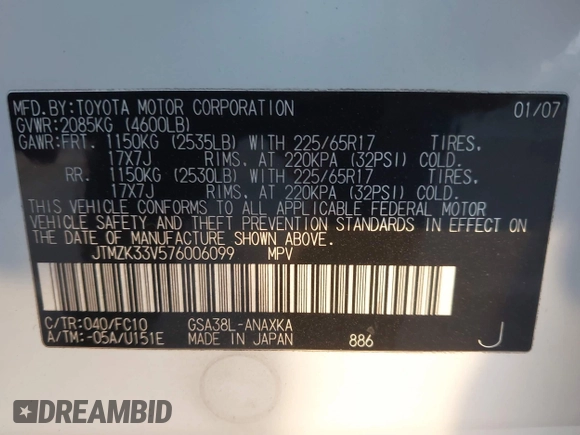 MFD.BY:TOYOTA MOTOR CORPORATION 01/07
GVWR:2085KG (4600LB)
GAWR:FRT. 1150KG (2535LB) WITH 225/65R17 TIRES,
17X7J RIMS, AT 220KPA (32PSI) COLD.
RR. 1150KG (2530LB) WITH 225/65R17 TIRES,
17X7J RIMS, AT 220KPA (32PSI) COLD.
THIS VEHICLE CONFORMS TO ALL APPLICABLE FEDERAL MOTOR
VEHICLE SAFETY AND THEFT PREVENTION STANDARDS IN EFFECT ON
THE DATE OF MANUFACTURE SHOWN ABOVE.
JTMZK33V576006099 MPV
C/TR:040/FC10 GSA38L-ANAXKA
A/TM:-05A/U151E MADE IN JAPAN 886 J
DREAMBID